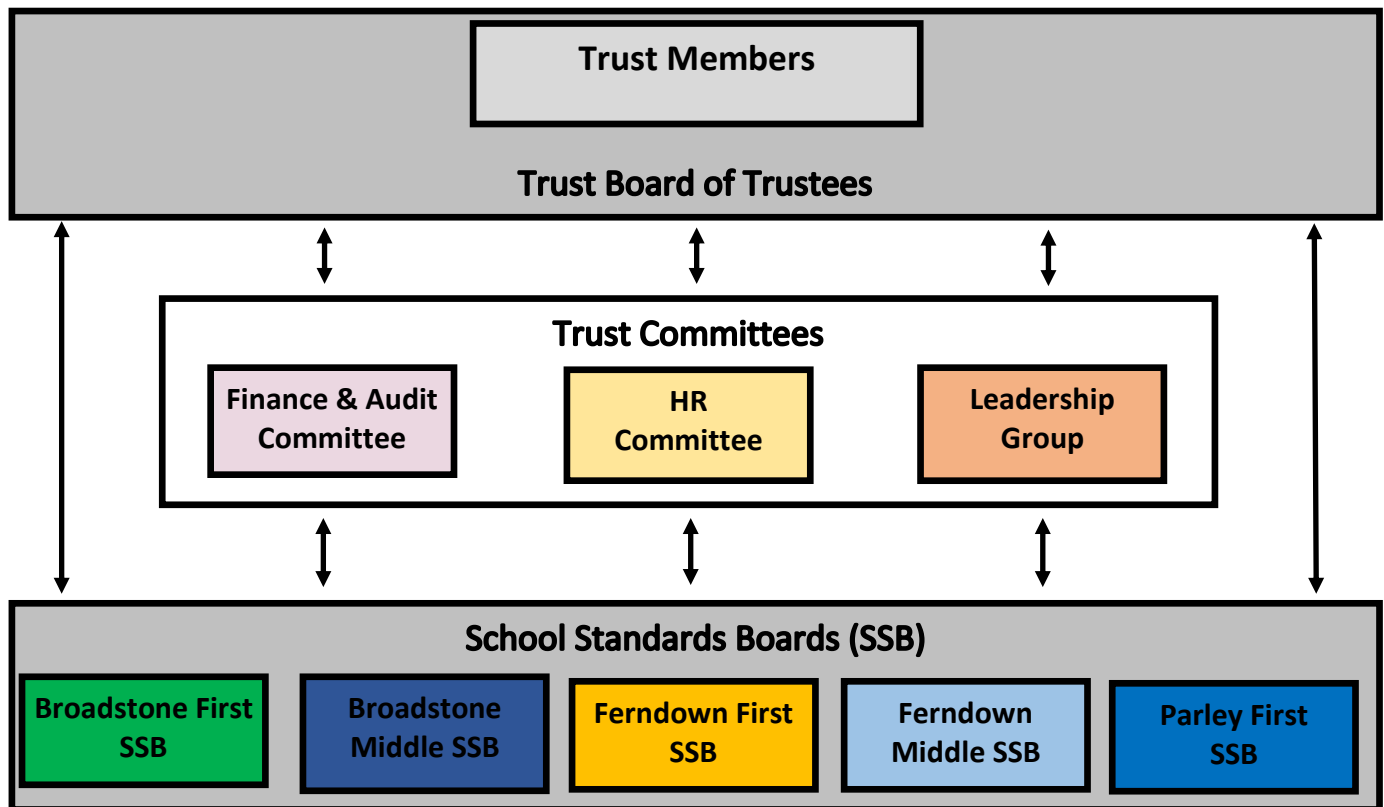 Trust Members
Trust Board of Trustees
Trust Committees
Finance & Audit
Committee
HR
Committee
Leadership
Group
School Standards Boards (SSB)
Broadstone First
SSB
Broadstone
Middle SSB
Ferndown First
SSB
Ferndown
Middle SSB
Parley First
SSB